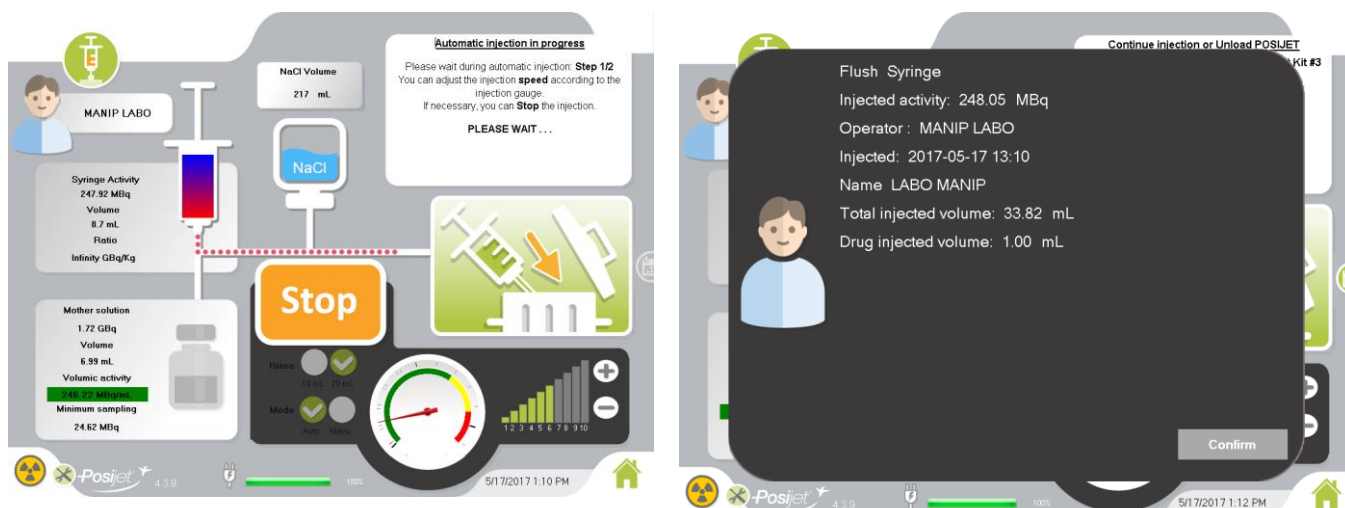 E
MANIP LABO
Syringe Activity
247.92 MBq
Volume
8.7 mL
Ratio
Infinity GBq/Kg
NaCl Volume
217 mL
NaCl
Automatic injection in progress
Please wait during automatic injection: Step 1/2
You can adjust the injection speed according to the
injection gauge.
If necessary, you can Stop the injection.
PLEASE WAIT . . .
Stop
Mother solution
1.72 GBq
Volume
6.99 mL
Volumic activity
246.22 MBq/mL
Minimum sampling
24.62 MBq
Rinse
10 mL 20 mL
Mode
Auto Manu
1 2 3 4 5 6 7 8 9 10
Posijet 4.3.9
100%
5/17/2017 1:10 PM
Continue injection or Unload POSIJET
Kit #3
Flush Syringe
Injected activity: 248.05 MBq
Operator : MANIP LABO
Injected: 2017-05-17 13:10
Name LABO MANIP
Total injected volume: 33.82 mL
Drug injected volume: 1.00 mL
Confirm
Posijet 4.3.9
100%
5/17/2017 1:12 PM